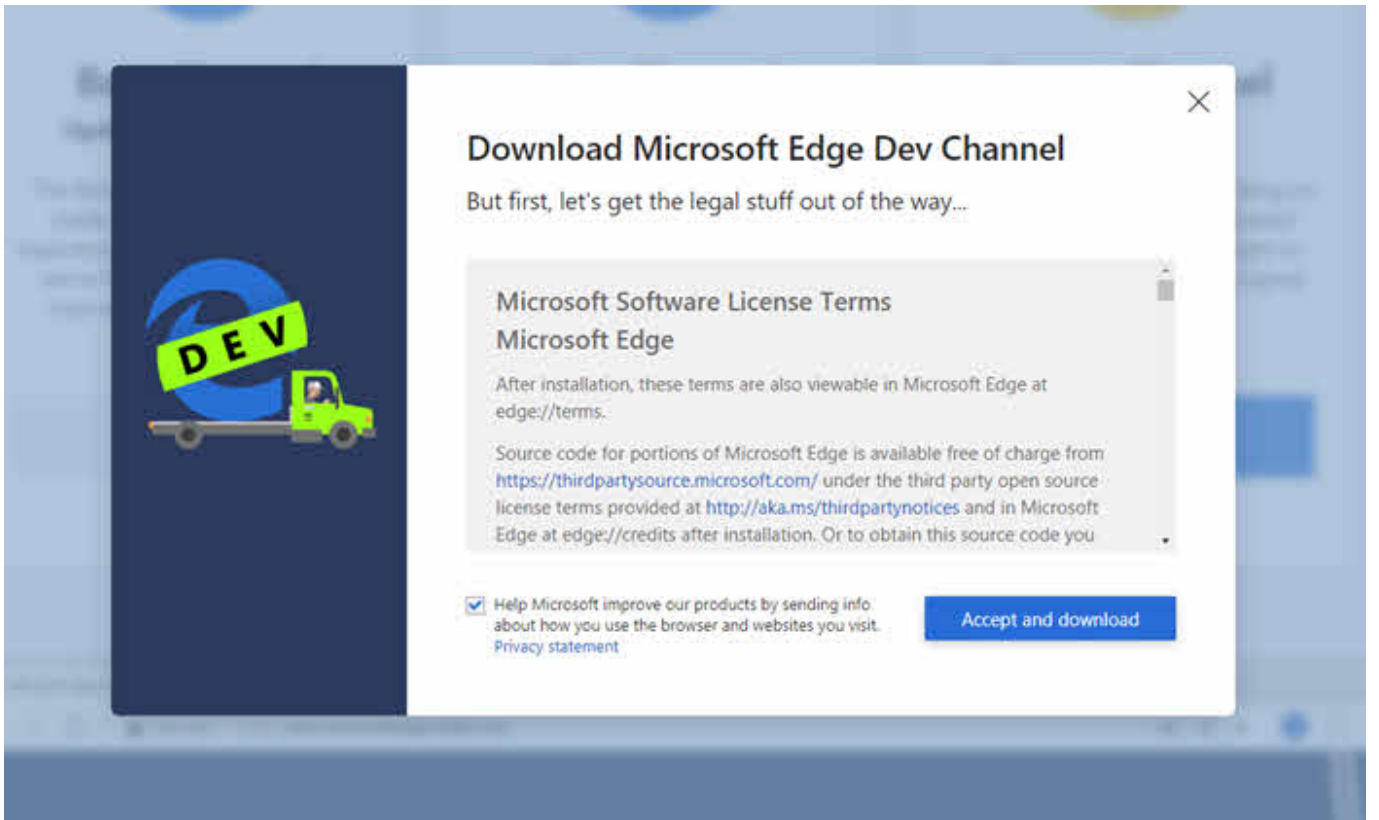 Download Microsoft Edge Dev Channel
But first, let's get the legal stuff out of the way...
DEV
Microsoft Software License Terms
Microsoft Edge
After installation, these terms are also viewable in Microsoft Edge at
edge://terms.
Source code for portions of Microsoft Edge is available free of charge from
https://thirdpartysource.microsoft.com/ under the third party open source
license terms provided at http://aka.ms/thirdpartynotices and in Microsoft
Edge at edge://credits after installation. Or to obtain this source code you
Help Microsoft improve our products by sending info
about how you use the browser and websites you visit.
Privacy statement
Accept and download